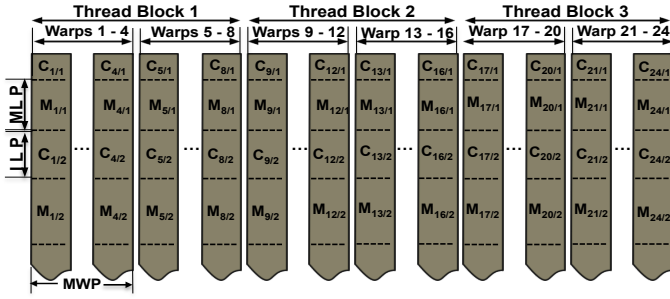 Thread Block 1 Thread Block 2 Thread Block 3
Warps 1 - 4 Warps 5 - 8 Warps 9 - 12 Warp 13 - 16 Warp 17 - 20 Warp 21 - 24
C1/1 C4/1 C5/1 C8/1 C9/1 C12/1 C13/1 C16/1 C17/1 C20/1 C21/1 C24/1
ML P
M1/1 M4/1 M5/1 M8/1 M9/1 M12/1 M13/1 M16/1 M17/1 M20/1 M21/1 M24/1
IL P
C1/2 ... C4/2 C5/2 ... C8/2 C9/2 ... C12/2 C13/2 ... C16/2 C17/2 ... C20/2 C21/2 ... C24/2
M1/2 M4/2 M5/2 M8/2 M9/2 M12/2 M13/2 M16/2 M17/2 M20/2 M21/2 M24/2
MWP